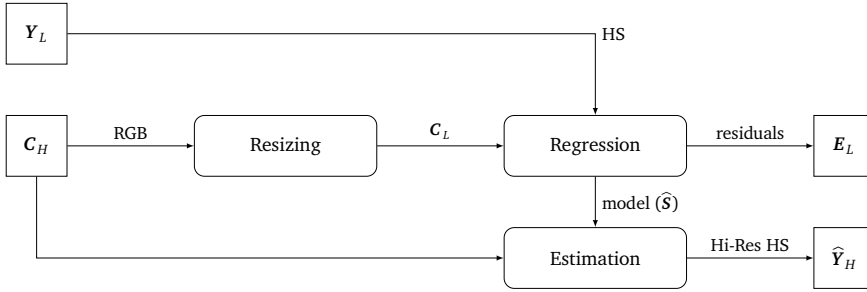 Y_L
HS
C_H
RGB
Resizing
C_L
Regression
residuals
E_L
model (Ŝ)
Estimation
Hi-Res HS
Ŷ_H